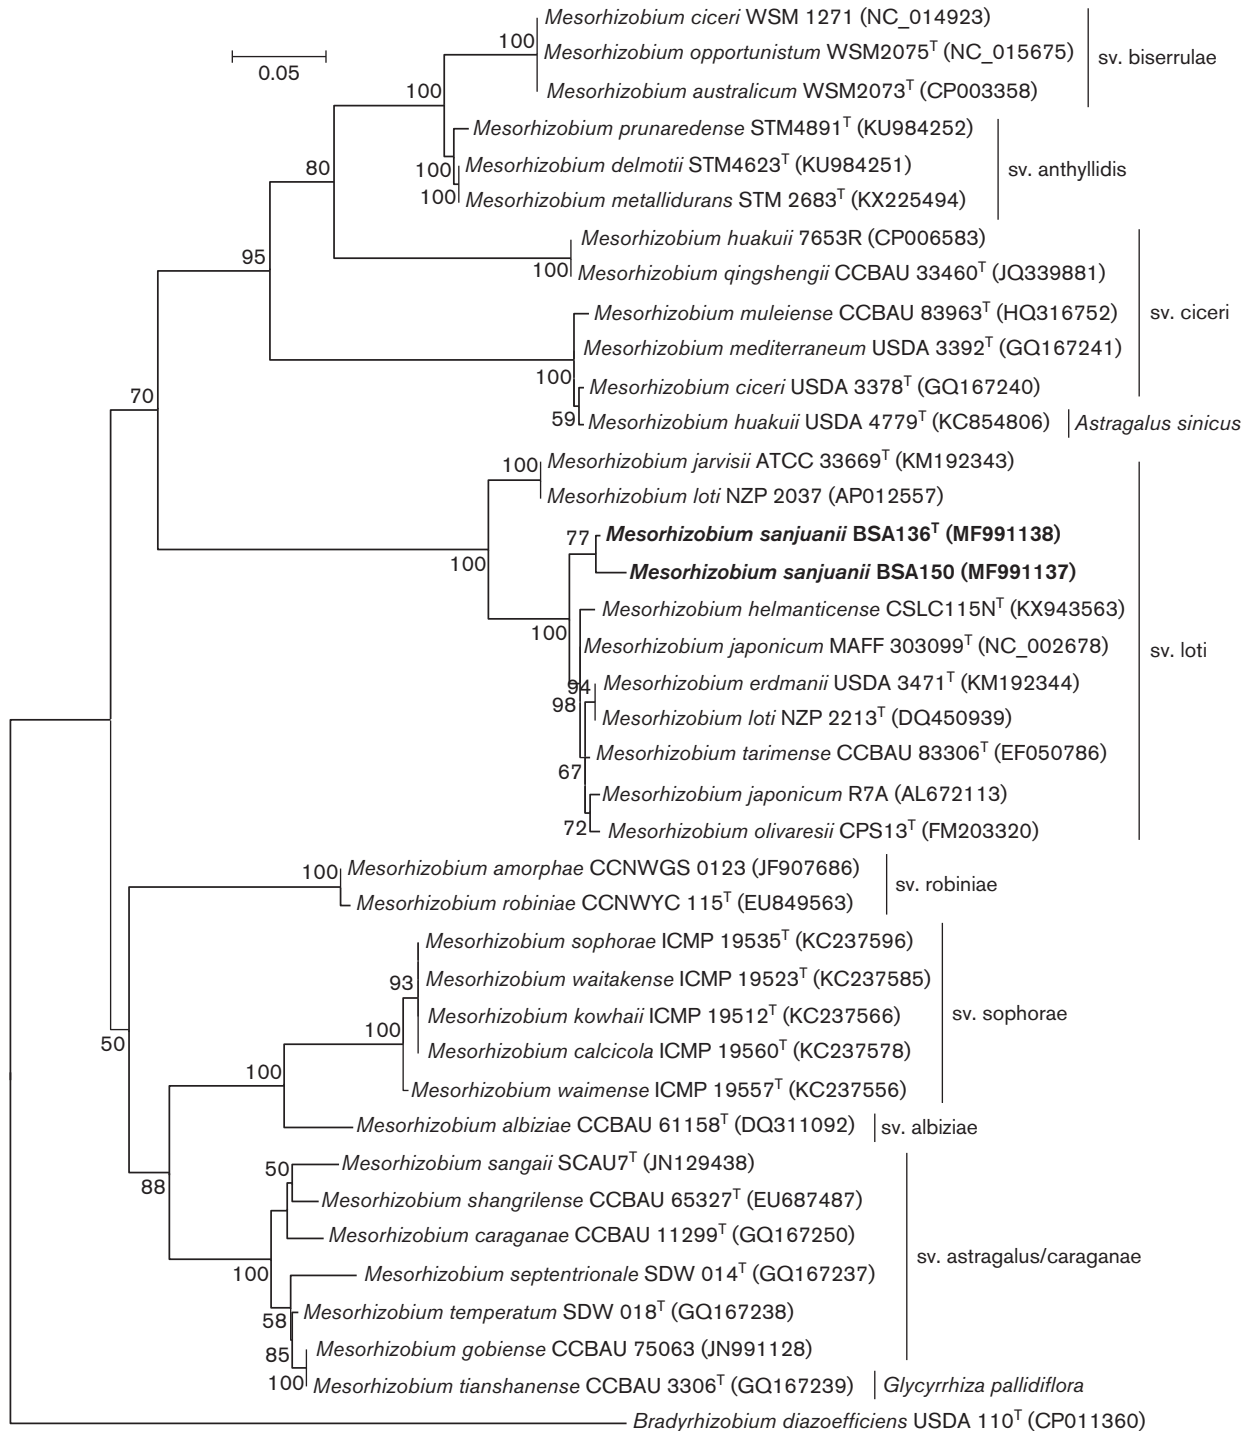 Mesorhizobium ciceri WSM 1271 (NC_014923)
100
Mesorhizobium opportunistum WSM2075T (NC_015675)
sv. biserrulae
0.05
Mesorhizobium australicum WSM2073T (CP003358)
100
Mesorhizobium prunaredense STM4891T (KU984252)
Mesorhizobium delmotii STM4623T (KU984251)
sv. anthyllidis
80
100
Mesorhizobium metallidurans STM 2683T (KX225494)
100
Mesorhizobium huakuii 7653R (CP006583)
95
100
Mesorhizobium qingshengii CCBAU 33460T (JQ339881)
Mesorhizobium muleiense CCBAU 83963T (HQ316752)
sv. ciceri
Mesorhizobium mediterraneum USDA 3392T (GQ167241)
100
Mesorhizobium ciceri USDA 3378T (GQ167240)
70
59
Mesorhizobium huakuii USDA 4779T (KC854806)
Astragalus sinicus
100
Mesorhizobium jarvisii ATCC 33669T (KM192343)
Mesorhizobium loti NZP 2037 (AP012557)
77
Mesorhizobium sanjuanii BSA136T (MF991138)
100
Mesorhizobium sanjuanii BSA150 (MF991137)
Mesorhizobium helmanticense CSLC115NT (KX943563)
100
Mesorhizobium japonicum MAFF 303099T (NC_002678)
sv. loti
94
Mesorhizobium erdmanii USDA 3471T (KM192344)
98
Mesorhizobium loti NZP 2213T (DQ450939)
Mesorhizobium tarimense CCBAU 83306T (EF050786)
67
Mesorhizobium japonicum R7A (AL672113)
72
Mesorhizobium olivaresii CPS13T (FM203320)
100
Mesorhizobium amorphae CCNWGS 0123 (JF907686)
sv. robiniae
Mesorhizobium robiniae CCNWYC 115T (EU849563)
Mesorhizobium sophorae ICMP 19535T (KC237596)
93
Mesorhizobium waitakense ICMP 19523T (KC237585)
Mesorhizobium kowhaii ICMP 19512T (KC237566)
sv. sophorae
100
50
Mesorhizobium calcicola ICMP 19560T (KC237578)
100
Mesorhizobium waimense ICMP 19557T (KC237556)
Mesorhizobium albiziae CCBAU 61158T (DQ311092)
sv. albiziae
50
Mesorhizobium sangaii SCAU7T (JN129438)
88
Mesorhizobium shangrilense CCBAU 65327T (EU687487)
Mesorhizobium caraganae CCBAU 11299T (GQ167250)
sv. astragalus/caraganae
100
Mesorhizobium septentrionale SDW 014T (GQ167237)
58
Mesorhizobium temperatum SDW 018T (GQ167238)
85
Mesorhizobium gobiense CCBAU 75063 (JN991128)
100
Mesorhizobium tianshanense CCBAU 3306T (GQ167239)
Glycyrrhiza pallidiflora
Bradyrhizobium diazoefficiens USDA 110T (CP011360)